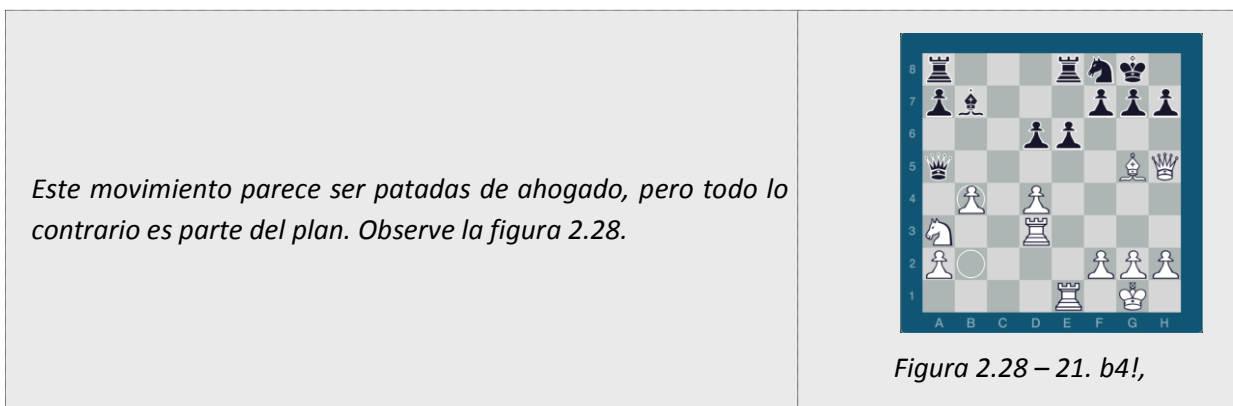 Este movimiento parece ser patadas de ahogado, pero todo lo
contrario es parte del plan. Observe la figura 2.28.
8
7
6
5
4
3
2
1
A B C D E F G H
Figura 2.28 – 21. b4!,